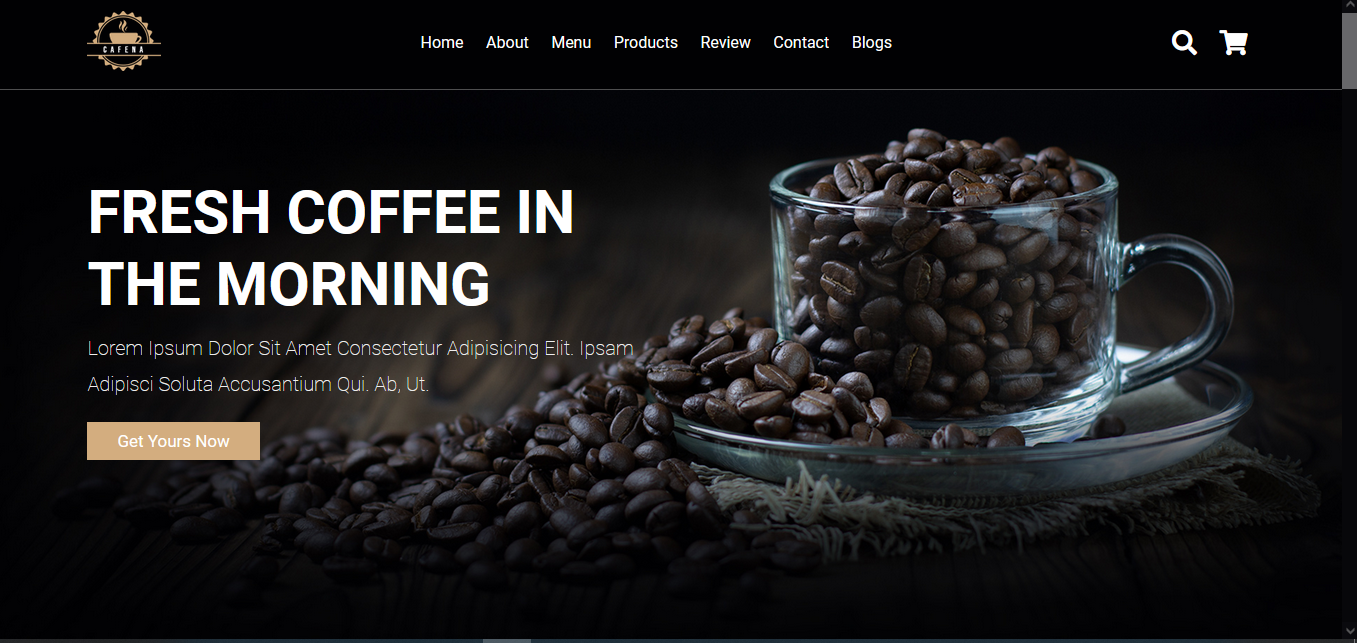 CAFENA
Home About Menu Products Review Contact Blogs
FRESH COFFEE IN
THE MORNING
Lorem Ipsum Dolor Sit Amet Consectetur Adipisicing Elit. Ipsam
Adipisci Soluta Accusantium Qui. Ab, Ut.
Get Yours Now